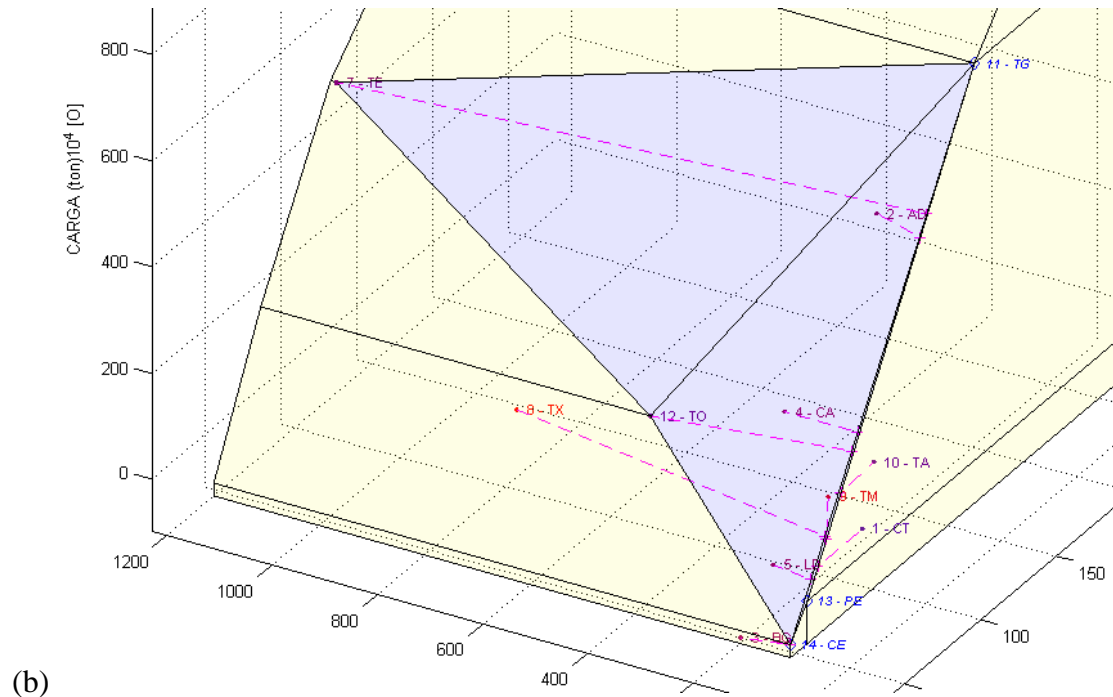 800
11 - TG
7 - TE
CARGA (ton)10⁴ [O]
600
2 - AD
400
200
8 - TX
12 - TO
4 - CA
10 - TA
9 - TM
0
1 - CT
5 - LD
1200
150
1000
13 - PE
800
100
600
14 - CE
400
(b)